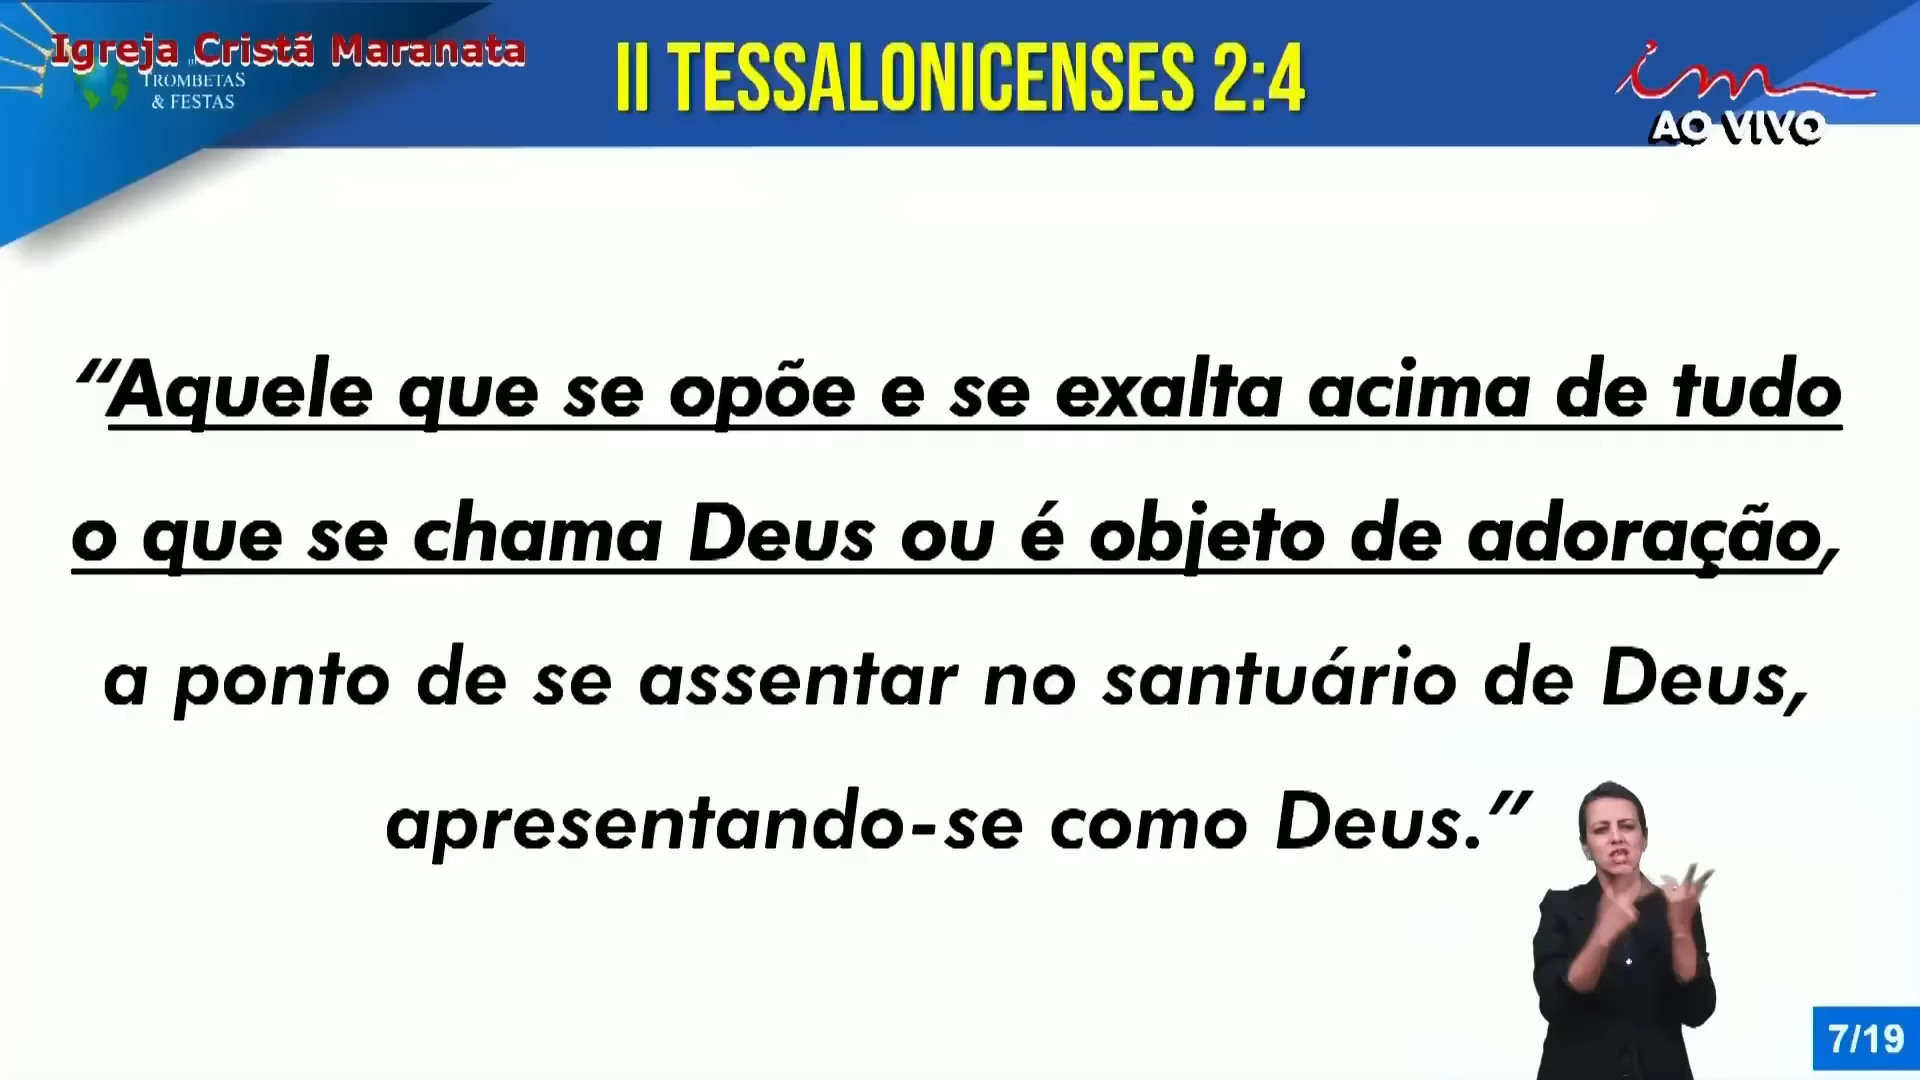 Igreja Cristã Maranata
TROMBETAS
& FESTAS
II TESSALONICENSES 2:4
im
AO VIVO
“Aquele que se opõe e se exalta acima de tudo
o que se chama Deus ou é objeto de adoração,
a ponto de se assentar no santuário de Deus,
apresentando-se como Deus.”
7/19